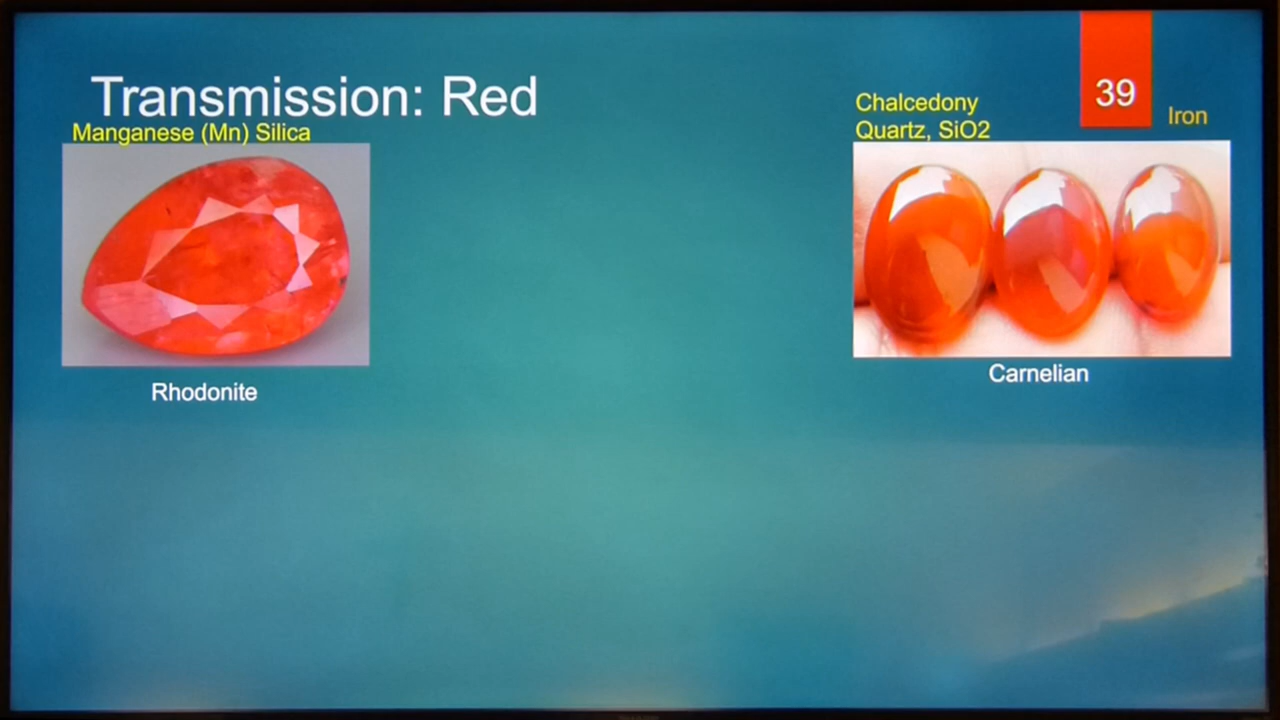 Transmission: Red
Manganese (Mn) Silica
Rhodonite
Chalcedony
Quartz, SiO2
39
Iron
Carnelian